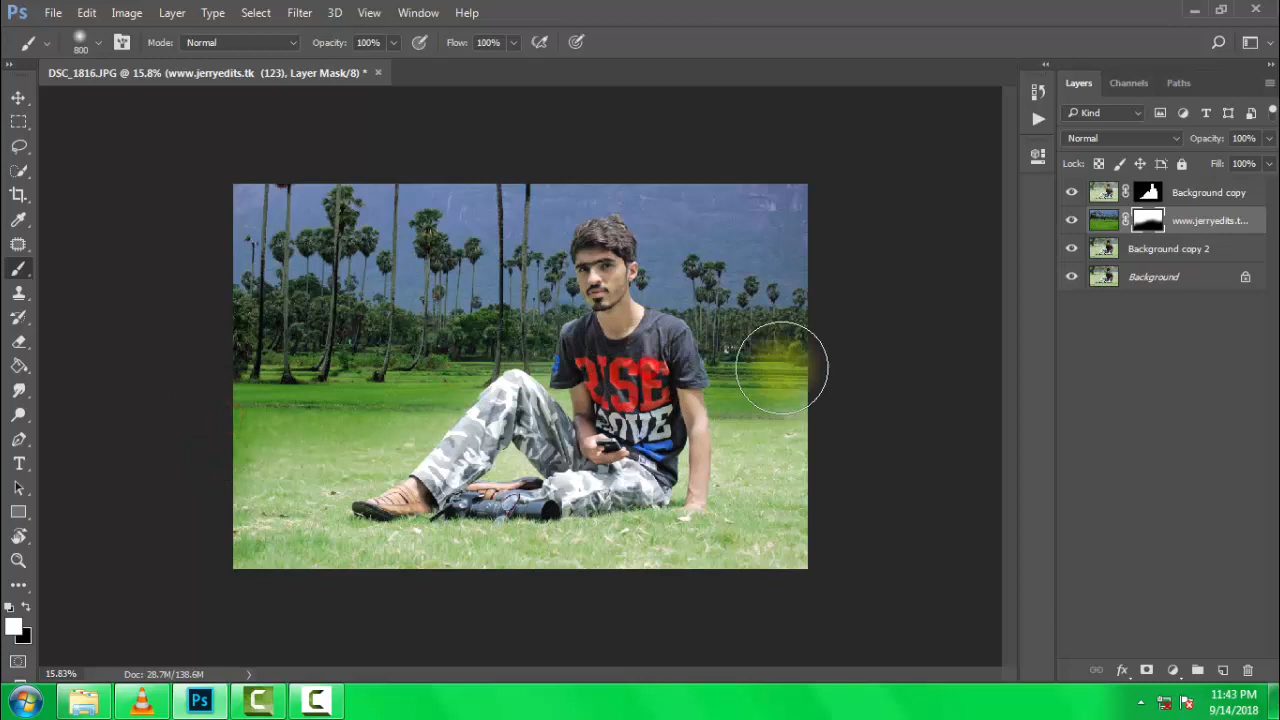 Ps File Edit Image Layer Type Select Filter 3D View Window Help
800 Mode: Normal Opacity: 100% Flow: 100%
DSC_1816.JPG @ 15.8% (www.jerryedits.tk (123), Layer Mask/8) * ×
Layers Channels Paths
Kind
Normal Opacity: 100%
Lock: Fill: 100%
Background copy
www.jerryedits.t...
Background copy 2
Background
RISE
15.83% Doc: 28.7M/138.6M
Ps
11:43 PM
9/14/2018